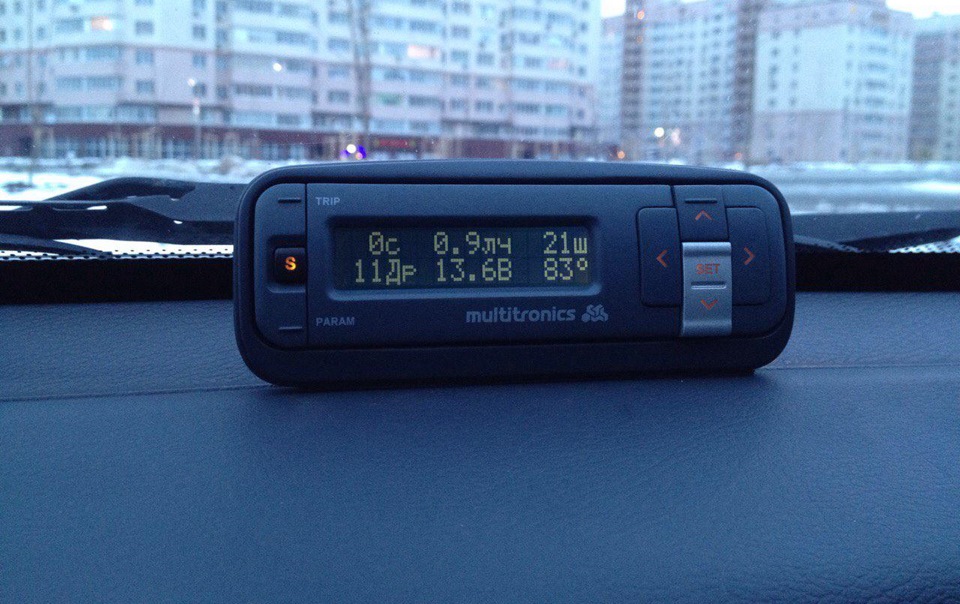 TRIP
0с 0.9лч 21ш
S
11Др 13.6В 83°
SET
PARAM
multitronics